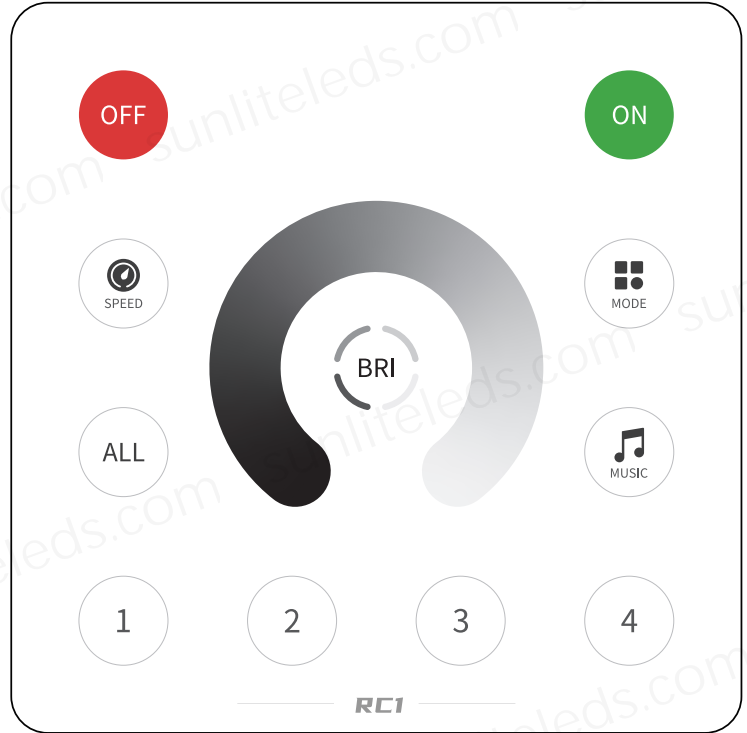 OFF ON
SPEED MODE
BRI
ALL MUSIC
1 2 3 4
RC1
sunliteleds.com